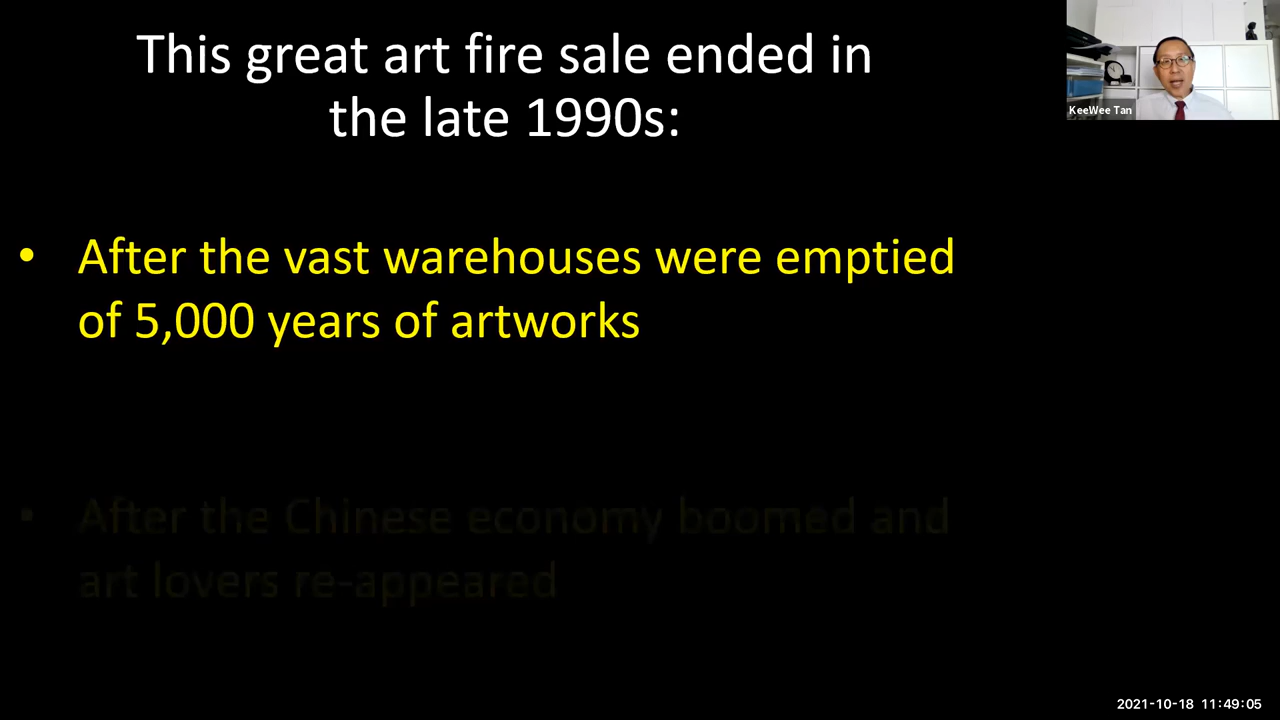 This great art fire sale ended in
the late 1990s:
KeeWee Tan
• After the vast warehouses were emptied
of 5,000 years of artworks
• After the Chinese economy boomed and
art lovers re-appeared
2021-10-18 11:49:05